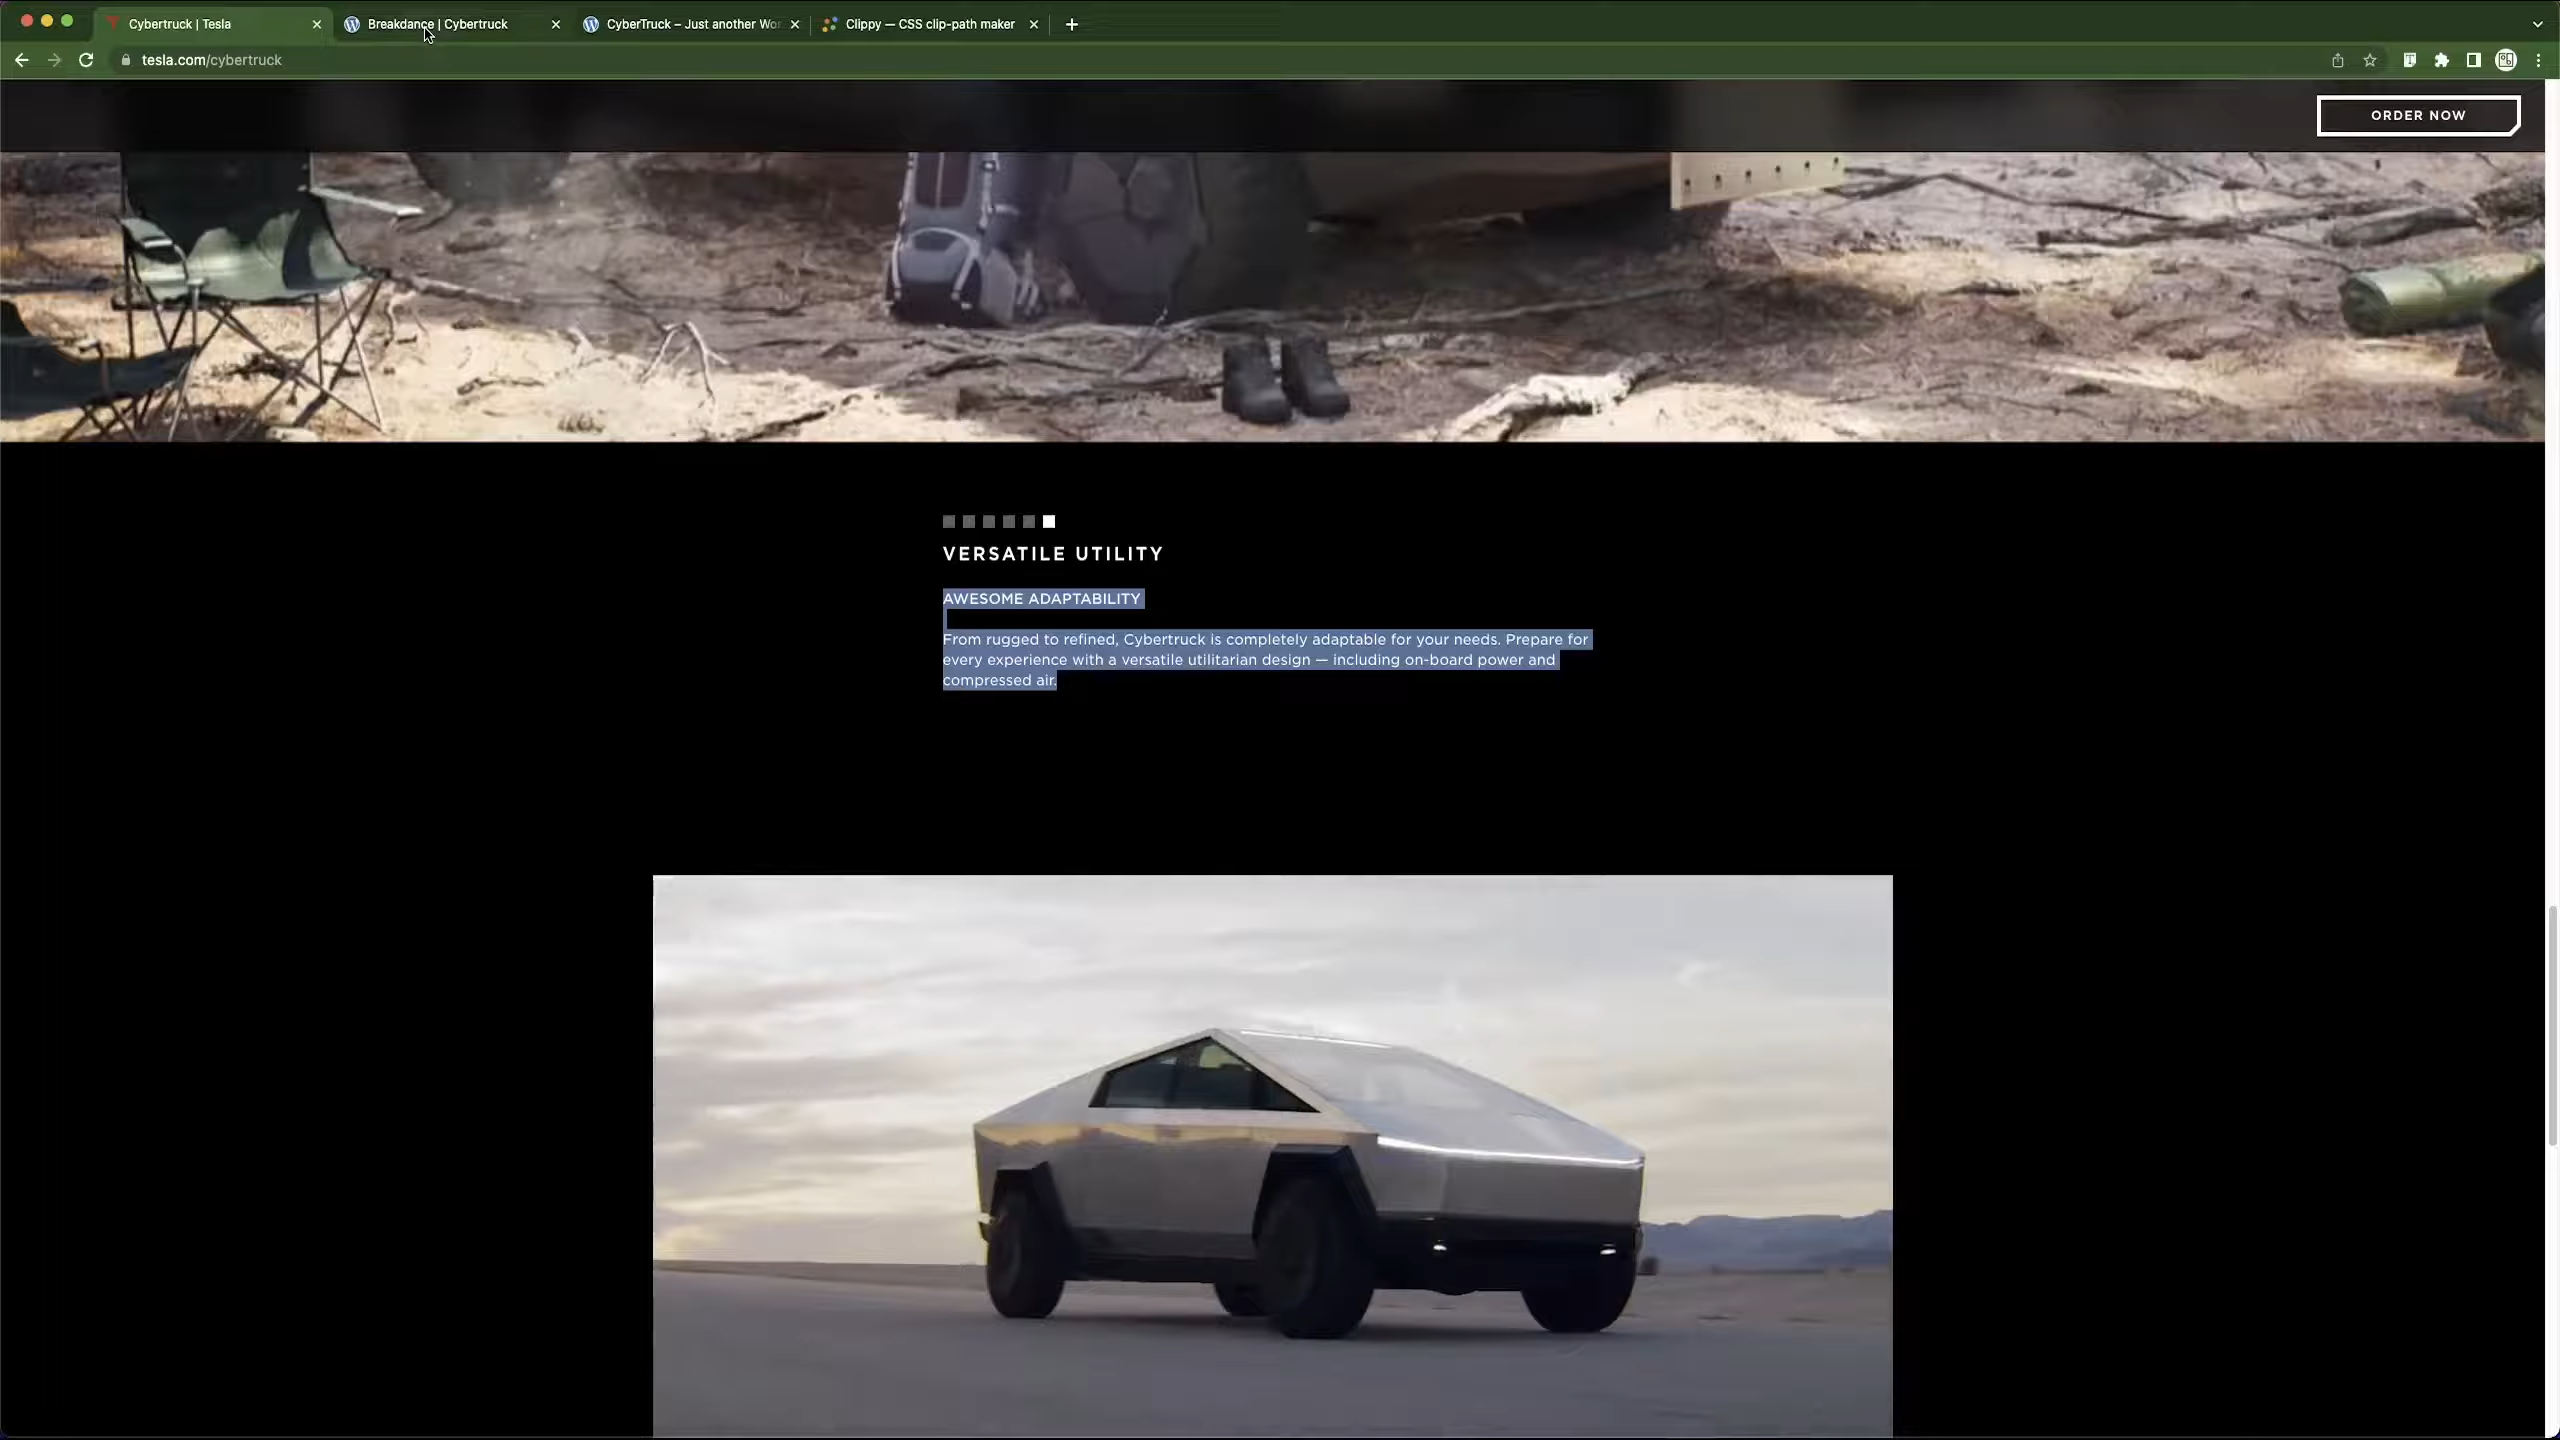 Cybertruck | Tesla
Breakdance | Cybertruck
CyberTruck – Just another Wo
Clippy — CSS clip-path maker
tesla.com/cybertruck
ORDER NOW
VERSATILE UTILITY
AWESOME ADAPTABILITY
From rugged to refined, Cybertruck is completely adaptable for your needs. Prepare for
every experience with a versatile utilitarian design — including on-board power and
compressed air.